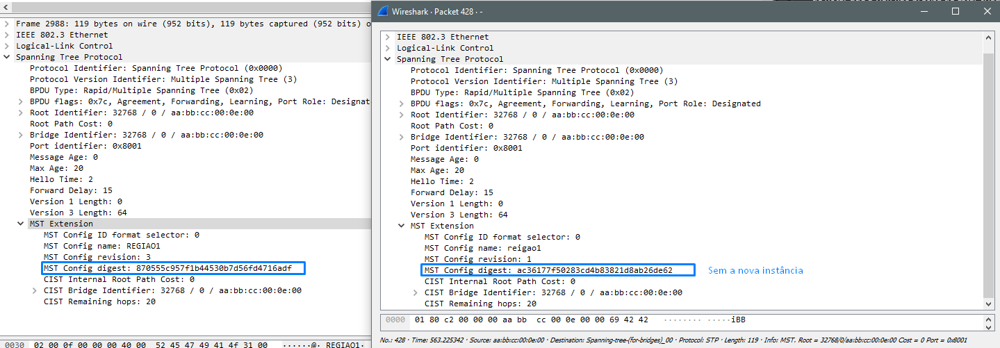 Frame 2988: 119 bytes on wire (952 bits), 119 bytes captured (952 bits) o
IEEE 802.3 Ethernet
Logical-Link Control
Spanning Tree Protocol
Protocol Identifier: Spanning Tree Protocol (0x0000)
Protocol Version Identifier: Multiple Spanning Tree (3)
BPDU Type: Rapid/Multiple Spanning Tree (0x02)
BPDU flags: 0x7c, Agreement, Forwarding, Learning, Port Role: Designat
Root Identifier: 32768 / 0 / aa:bb:cc:00:0e:00
Root Path Cost: 0
Bridge Identifier: 32768 / 0 / aa:bb:cc:00:0e:00
Port identifier: 0x8001
Message Age: 0
Max Age: 20
Hello Time: 2
Forward Delay: 15
Version 1 Length: 0
Version 3 Length: 64
MST Extension
MST Config ID format selector: 0
MST Config name: REGIAO1
MST Config revision: 3
MST Config digest: 870555c957f1b44530b7d56fd4716adf
CIST Internal Root Path Cost: 0
CIST Bridge Identifier: 32768 / 0 / aa:bb:cc:00:0e:00
CIST Remaining hops: 20
0030 02 00 0f 00 00 00 40 00 52 45 47 49 41 4f 31 00 ······@· REGIAO1·
Wireshark · Packet 428 · -
IEEE 802.3 Ethernet
Logical-Link Control
Spanning Tree Protocol
Protocol Identifier: Spanning Tree Protocol (0x0000)
Protocol Version Identifier: Multiple Spanning Tree (3)
BPDU Type: Rapid/Multiple Spanning Tree (0x02)
BPDU flags: 0x7c, Agreement, Forwarding, Learning, Port Role: Designated
Root Identifier: 32768 / 0 / aa:bb:cc:00:0e:00
Root Path Cost: 0
Bridge Identifier: 32768 / 0 / aa:bb:cc:00:0e:00
Port identifier: 0x8001
Message Age: 0
Max Age: 20
Hello Time: 2
Forward Delay: 15
Version 1 Length: 0
Version 3 Length: 64
MST Extension
MST Config ID format selector: 0
MST Config name: reigao1
MST Config revision: 1
MST Config digest: ac36177f50283cd4b83821d8ab26de62 Sem a nova instância
CIST Internal Root Path Cost: 0
CIST Bridge Identifier: 32768 / 0 / aa:bb:cc:00:0e:00
CIST Remaining hops: 20
0000 01 80 c2 00 00 00 aa bb cc 00 0e 00 00 69 42 42 ········ ·····iBB
No.: 428 · Time: 563.225342 · Source: aa:bb:cc:00:0e:00 · Destination: Spanning-tree-(for-bridges)_00 · Protocol: STP · Length: 119 · Info: MST. Root = 32768/0/aa:bb:cc:00:0e:00 Cost = 0 Port = 0x8001